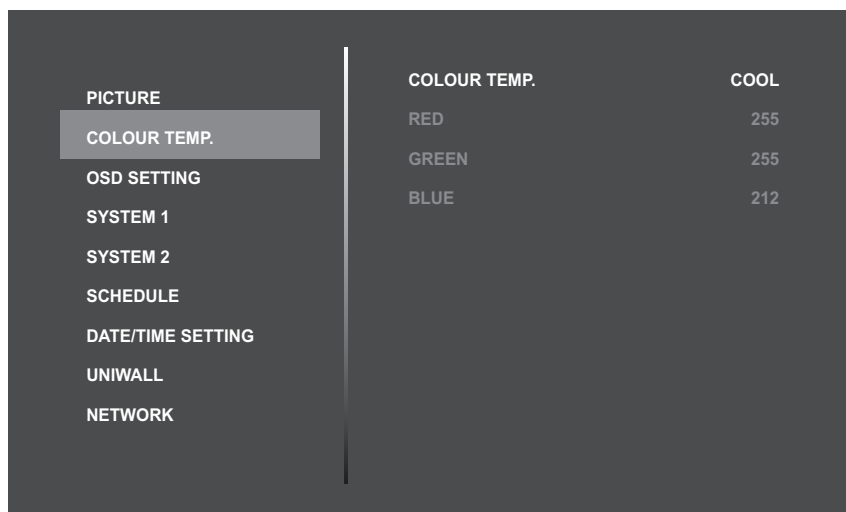 PICTURE
COLOUR TEMP.
OSD SETTING
SYSTEM 1
SYSTEM 2
SCHEDULE
DATE/TIME SETTING
UNIWALL
NETWORK
COLOUR TEMP. COOL
RED 255
GREEN 255
BLUE 212